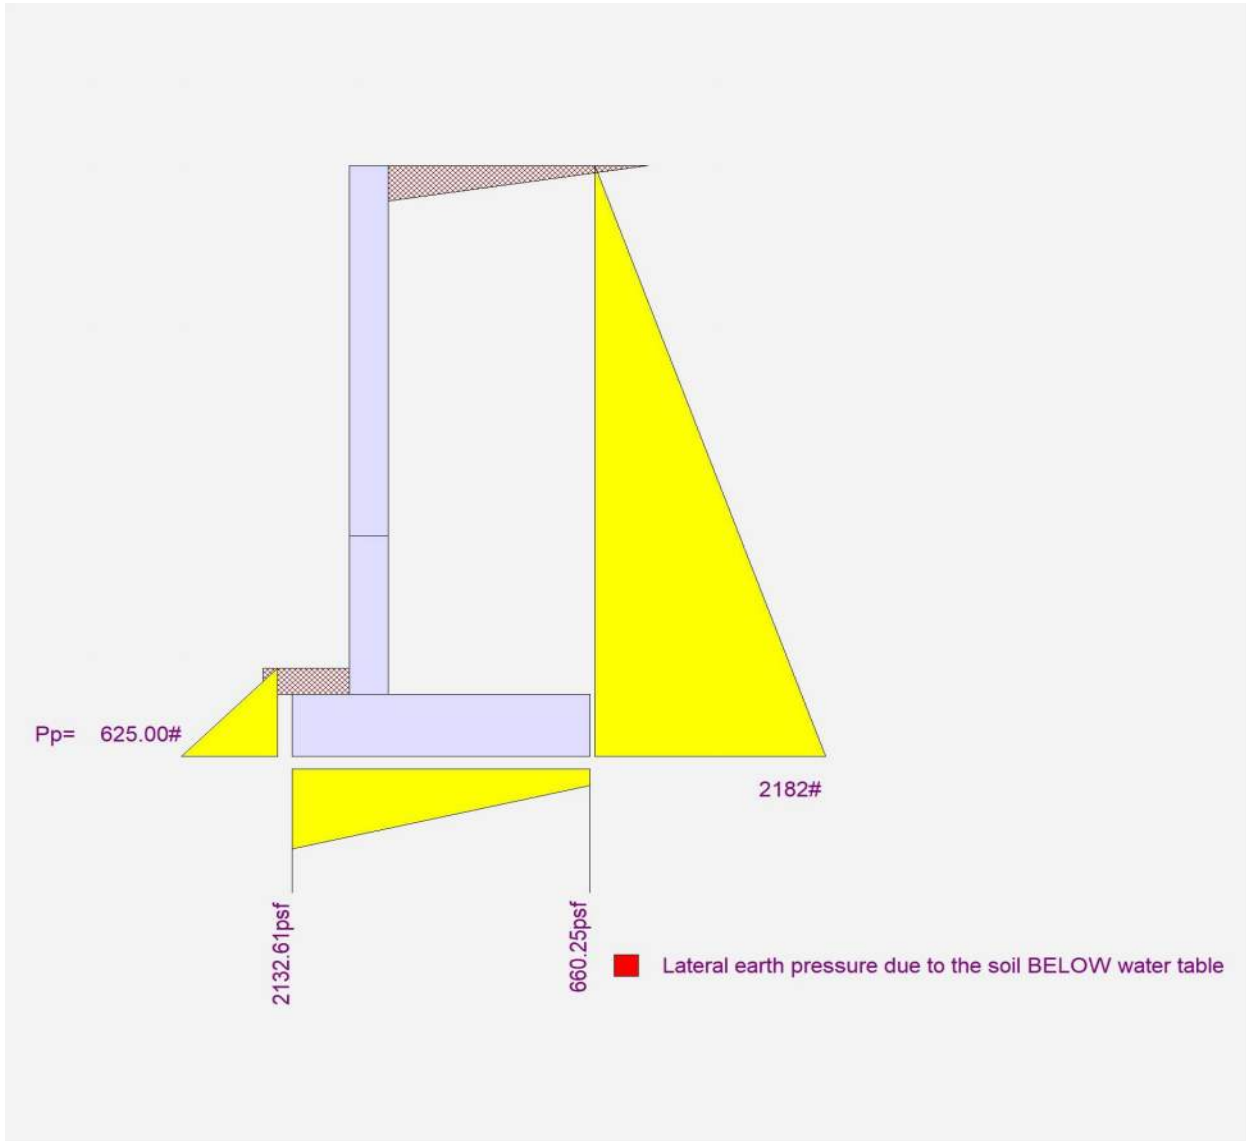 Pp= 625.00#
2182#
2132.61psf
660.25psf
Lateral earth pressure due to the soil BELOW water table